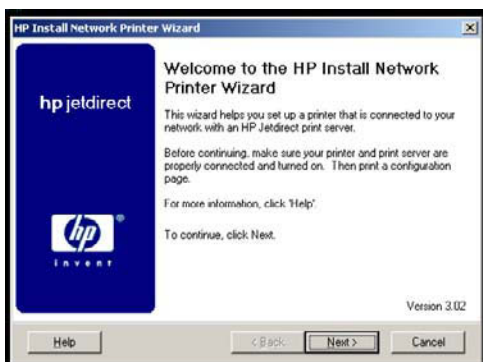 HP Install Network Printer Wizard
hp jetdirect
Welcome to the HP Install Network
Printer Wizard
This wizard helps you set up a printer that is connected to your
network with an HP Jetdirect print server.
Before continuing, make sure your printer and print server are
properly connected and turned on. Then print a configuration
page.
For more information, click 'Help'.
To continue, click Next.
hp
invent
Version 3.02
Help
< Back
Next >
Cancel